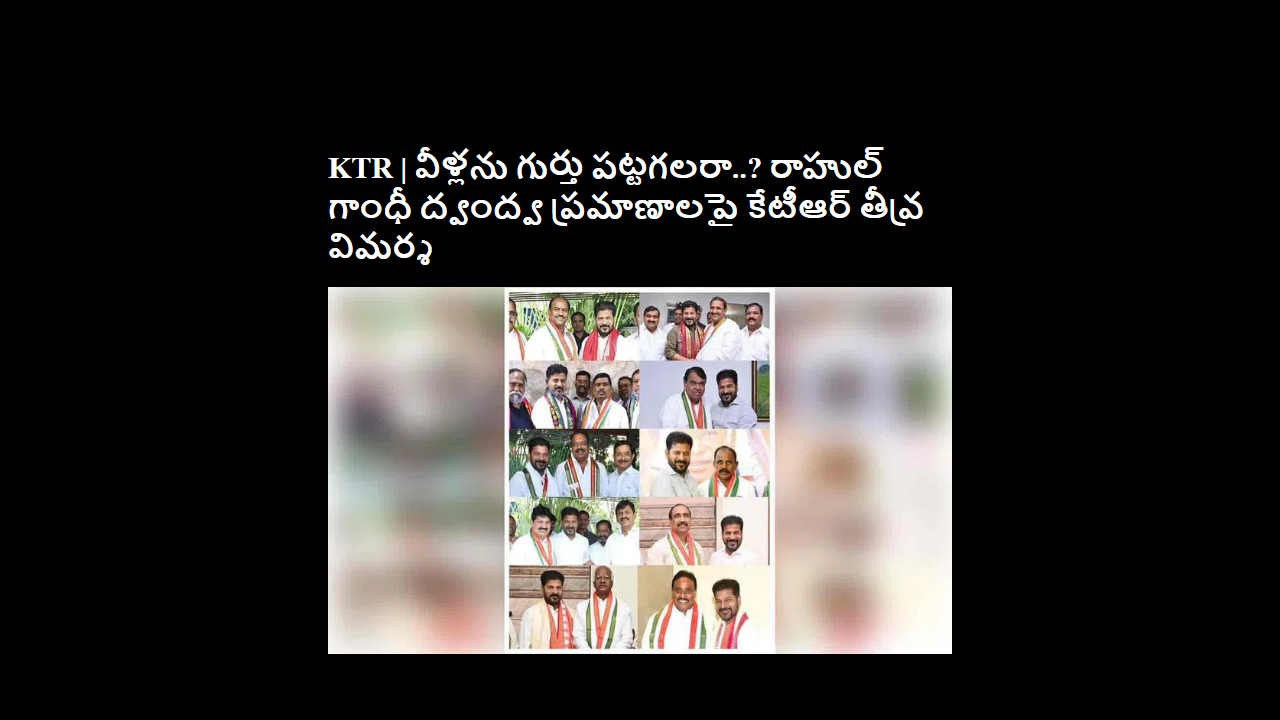 KTR | వీళ్లను గుర్తు పట్టగలరా..? రాహుల్
గాంధీ ద్వంద్వ ప్రమాణాలపై కేటీఆర్ తీవ్ర
విమర్శ